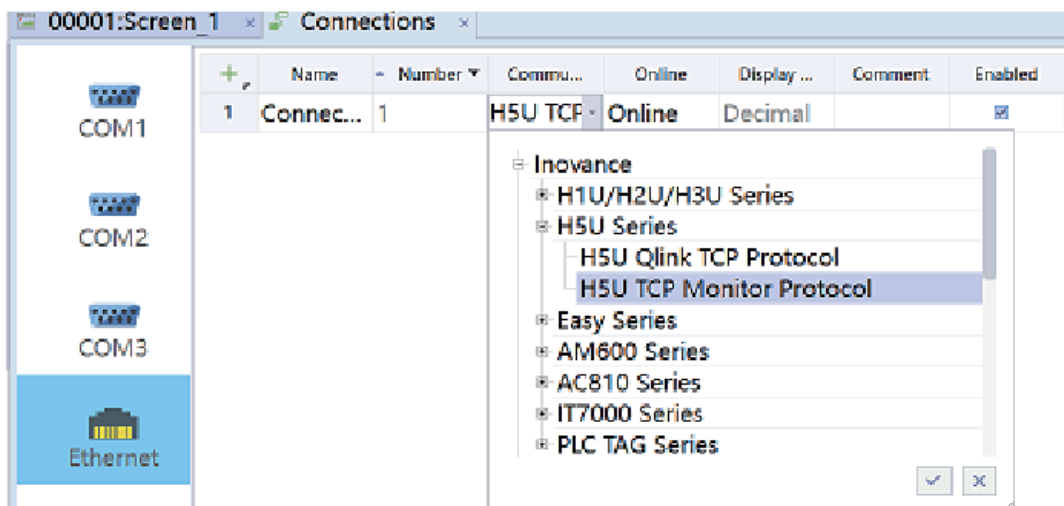 00001:Screen_1 × Connections ×
+ Name Number Commu... Online Display ... Comment Enabled
1 Connec... 1 H5U TCP Online Decimal
COM1
COM2
COM3
Ethernet
Inovance
H1U/H2U/H3U Series
H5U Series
H5U Qlink TCP Protocol
H5U TCP Monitor Protocol
Easy Series
AM600 Series
AC810 Series
IT7000 Series
PLC TAG Series